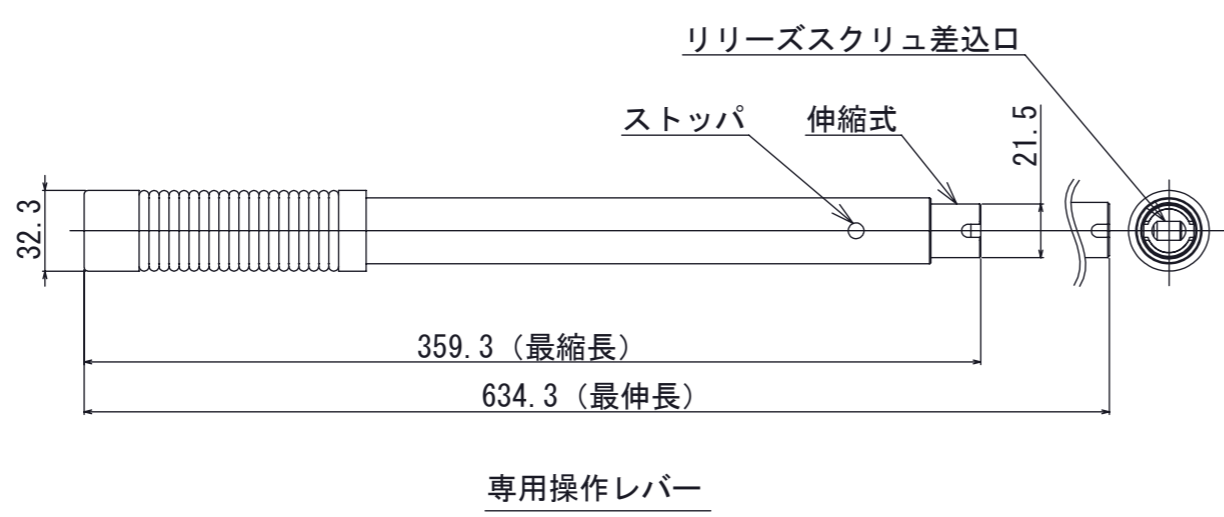 リリーズスクリュ差込口
ストッパ
伸縮式
21.5
32.3
359.3（最縮長）
634.3（最伸長）
専用操作レバー